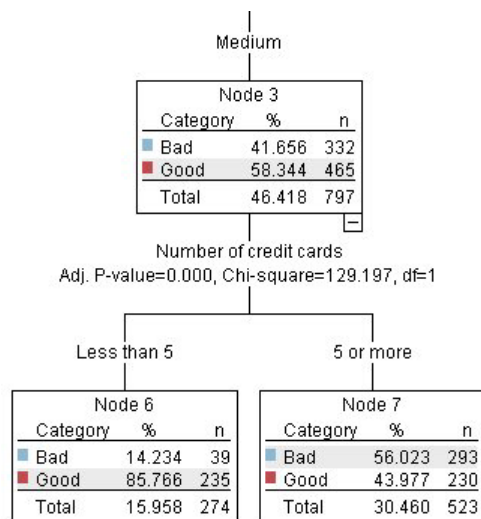 Medium
Node 3
Category % n
Bad 41.656 332
Good 58.344 465
Total 46.418 797
Number of credit cards
Adj. P-value=0.000, Chi-square=129.197, df=1
Less than 5
5 or more
Node 6
Category % n
Bad 14.234 39
Good 85.766 235
Total 15.958 274
Node 7
Category % n
Bad 56.023 293
Good 43.977 230
Total 30.460 523